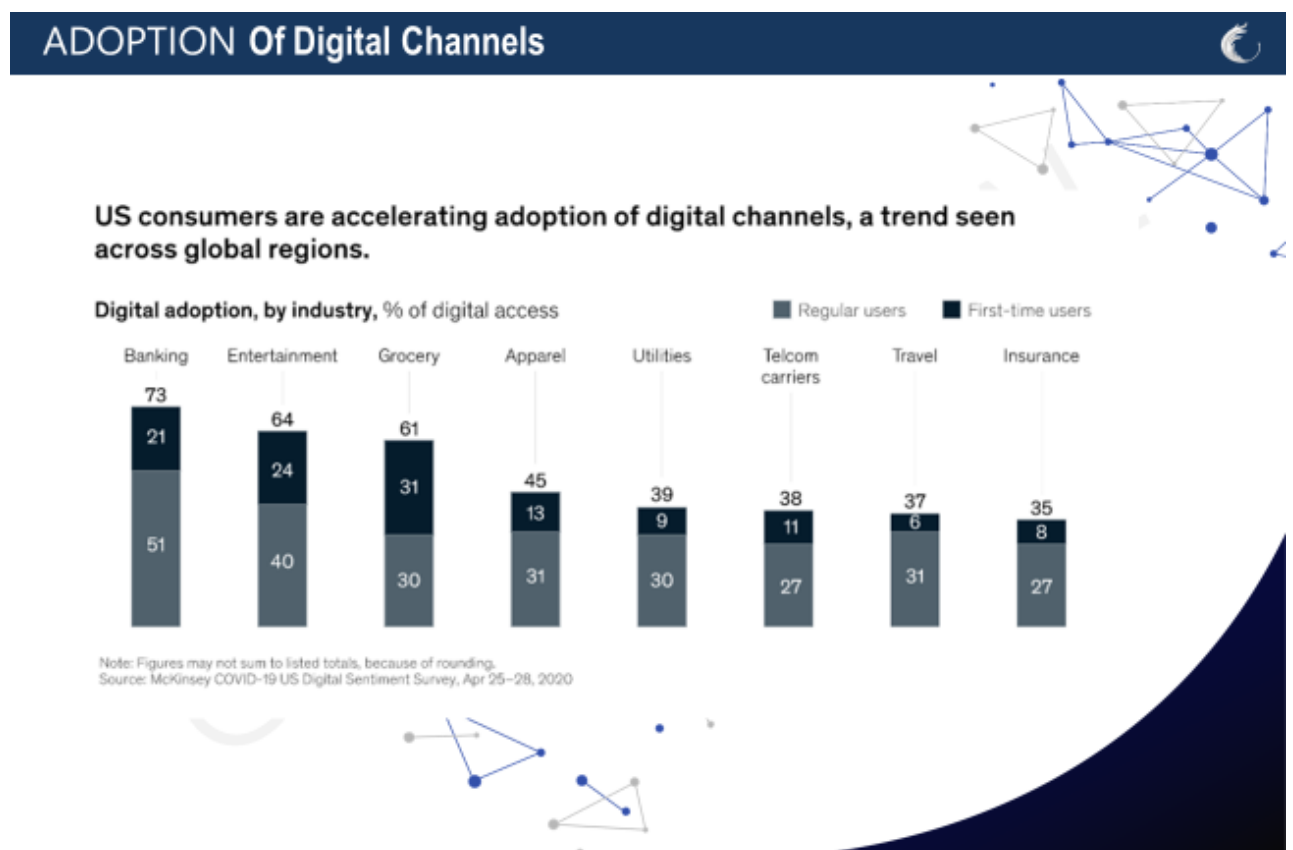 ADOPTION Of Digital Channels
US consumers are accelerating adoption of digital channels, a trend seen
across global regions.
Digital adoption, by industry, % of digital access
Regular users
First-time users
Banking
Entertainment
Grocery
Apparel
Utilities
Telcom
carriers
Travel
Insurance
73
64
61
45
39
38
37
35
21
24
31
13
9
11
6
8
51
40
30
31
30
27
31
27
Note: Figures may not sum to listed totals, because of rounding.
Source: McKinsey COVID-19 US Digital Sentiment Survey, Apr 25–28, 2020